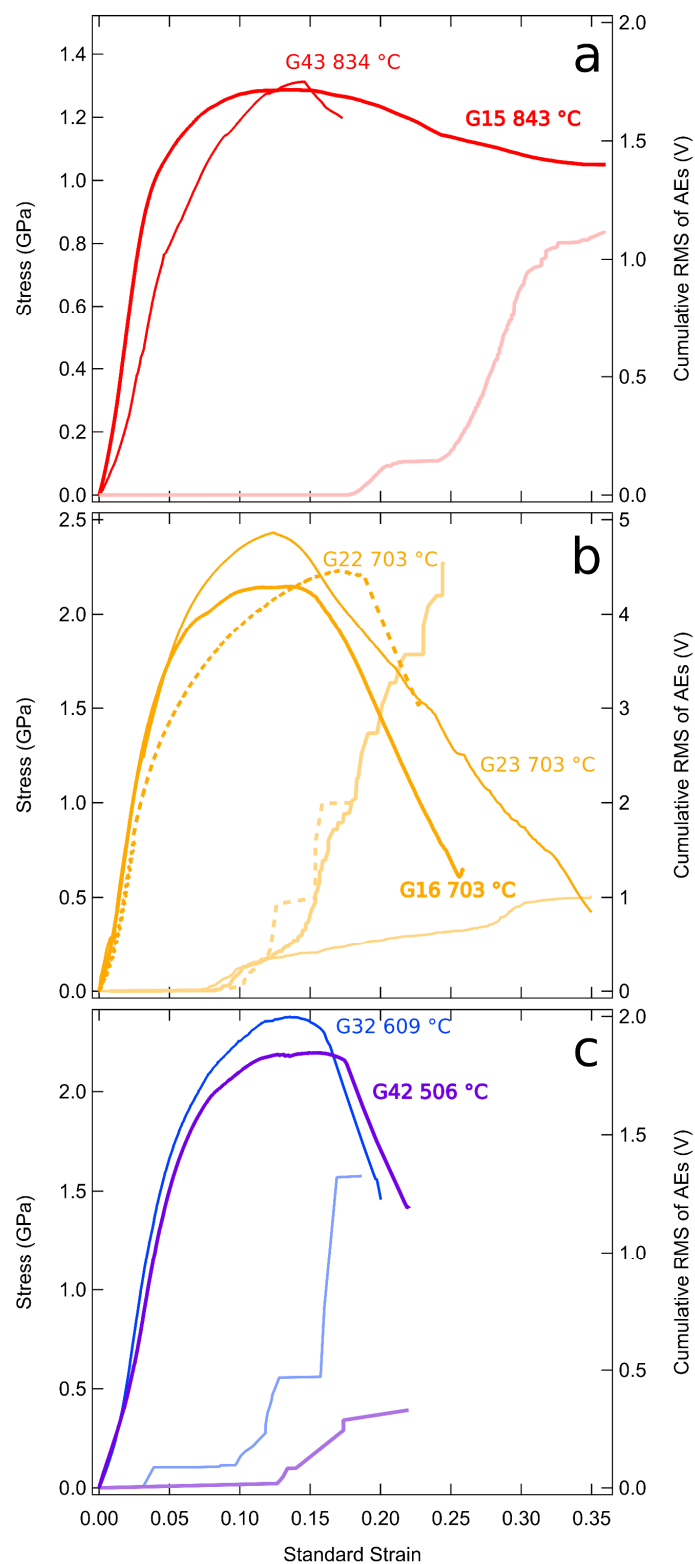 a
G43 834 °C
G15 843 °C
1.4
1.2
1.0
0.8
0.6
0.4
0.2
0.0
Stress (GPa)
2.0
1.5
1.0
0.5
0.0
Cumulative RMS of AEs (V)
b
G22 703 °C
G23 703 °C
G16 703 °C
2.5
2.0
1.5
1.0
0.5
0.0
Stress (GPa)
5
4
3
2
1
0
Cumulative RMS of AEs (V)
c
G32 609 °C
G42 506 °C
2.0
1.5
1.0
0.5
0.0
Stress (GPa)
2.0
1.5
1.0
0.5
0.0
Cumulative RMS of AEs (V)
0.00 0.05 0.10 0.15 0.20 0.25 0.30 0.35
Standard Strain